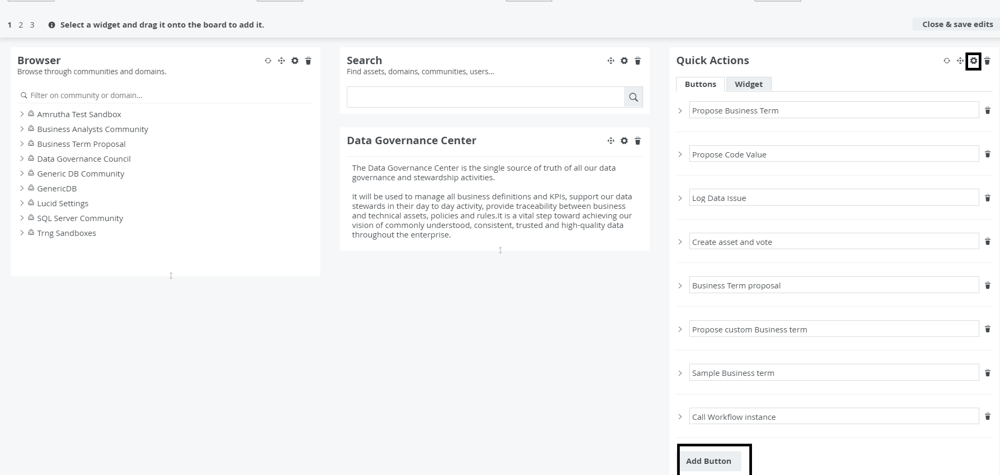 1 2 3 Select a widget and drag it onto the board to add it.
Close & save edits
Browser
Browse through communities and domains.
Filter on community or domain...
Amrutha Test Sandbox
Business Analysts Community
Business Term Proposal
Data Governance Council
Generic DB Community
GenericDB
Lucid Settings
SQL Server Community
Trng Sandboxes
Search
Find assets, domains, communities, users...
Data Governance Center
The Data Governance Center is the single source of truth of all our data
governance and stewardship activities.
It will be used to manage all business definitions and KPIs, support our data
stewards in their day to day activity, provide traceability between business
and technical assets, policies and rules.It is a vital step toward achieving our
vision of commonly understood, consistent, trusted and high-quality data
throughout the enterprise.
Quick Actions
Buttons Widget
Propose Business Term
Propose Code Value
Log Data Issue
Create asset and vote
Business Term proposal
Propose custom Business term
Sample Business term
Call Workflow instance
Add Button